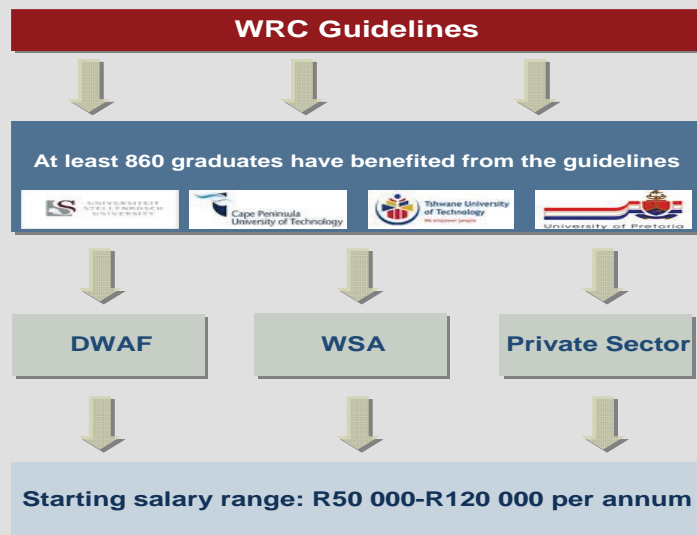 WRC Guidelines
At least 860 graduates have benefited from the guidelines
UNIVERSITEIT
STELLENBOSCH
UNIVERSITY
Cape Peninsula
University of Technology
Tshwane University
of Technology
We empower people
University of Pretoria
DWAF
WSA
Private Sector
Starting salary range: R50 000-R120 000 per annum